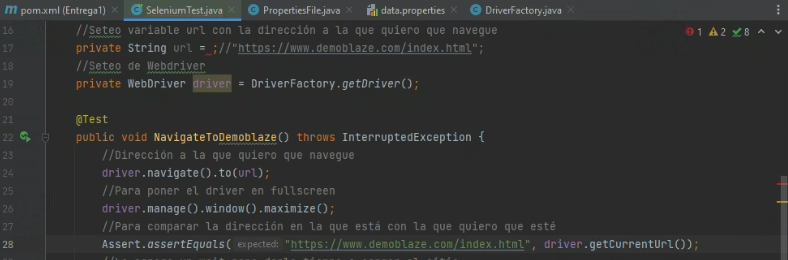 pom.xml (Entrega1) SeleniumTest.java PropertiesFile.java data.properties DriverFactory.java
16 //Seteo variable url con la dirección a la que quiero que navegue 1 2 8
17 private String url = ;//"https://www.demoblaze.com/index.html";
18 //Seteo de Webdriver
19 private WebDriver driver = DriverFactory.getDriver();
20
21 @Test
22 public void NavigateToDemoblaze() throws InterruptedException {
23 //Dirección a la que quiero que navegue
24 driver.navigate().to(url);
25 //Para poner el driver en fullscreen
26 driver.manage().window().maximize();
27 //Para comparar la dirección en la que está con la que quiero que esté
28 Assert.assertEquals( expected: "https://www.demoblaze.com/index.html", driver.getCurrentUrl());